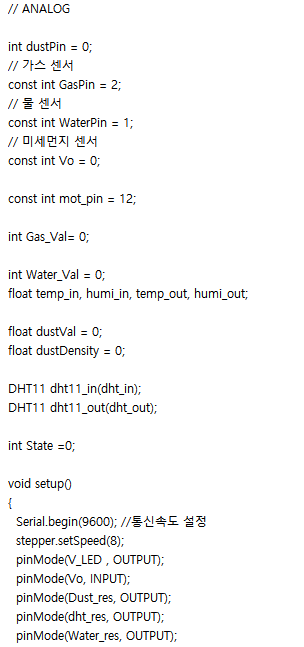 // ANALOG
int dustPin = 0;
// 가스 센서
const int GasPin = 2;
// 물 센서
const int WaterPin = 1;
// 미세먼지 센서
const int Vo = 0;
const int mot_pin = 12;
int Gas_Val= 0;
int Water_Val = 0;
float temp_in, humi_in, temp_out, humi_out;
float dustVal = 0;
float dustDensity = 0;
DHT11 dht11_in(dht_in);
DHT11 dht11_out(dht_out);
int State =0;
void setup()
{
Serial.begin(9600); //통신속도 설정
stepper.setSpeed(8);
pinMode(V_LED , OUTPUT);
pinMode(Vo, INPUT);
pinMode(Dust_res, OUTPUT);
pinMode(dht_res, OUTPUT);
pinMode(Water_res, OUTPUT);